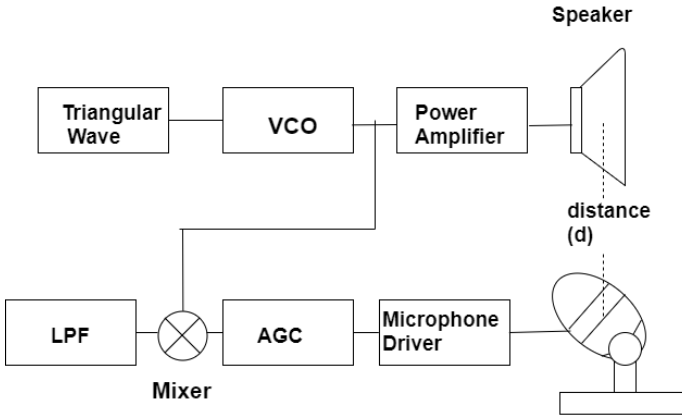 Speaker
Triangular
Wave
VCO
Power
Amplifier
distance
(d)
LPF
Mixer
AGC
Microphone
Driver